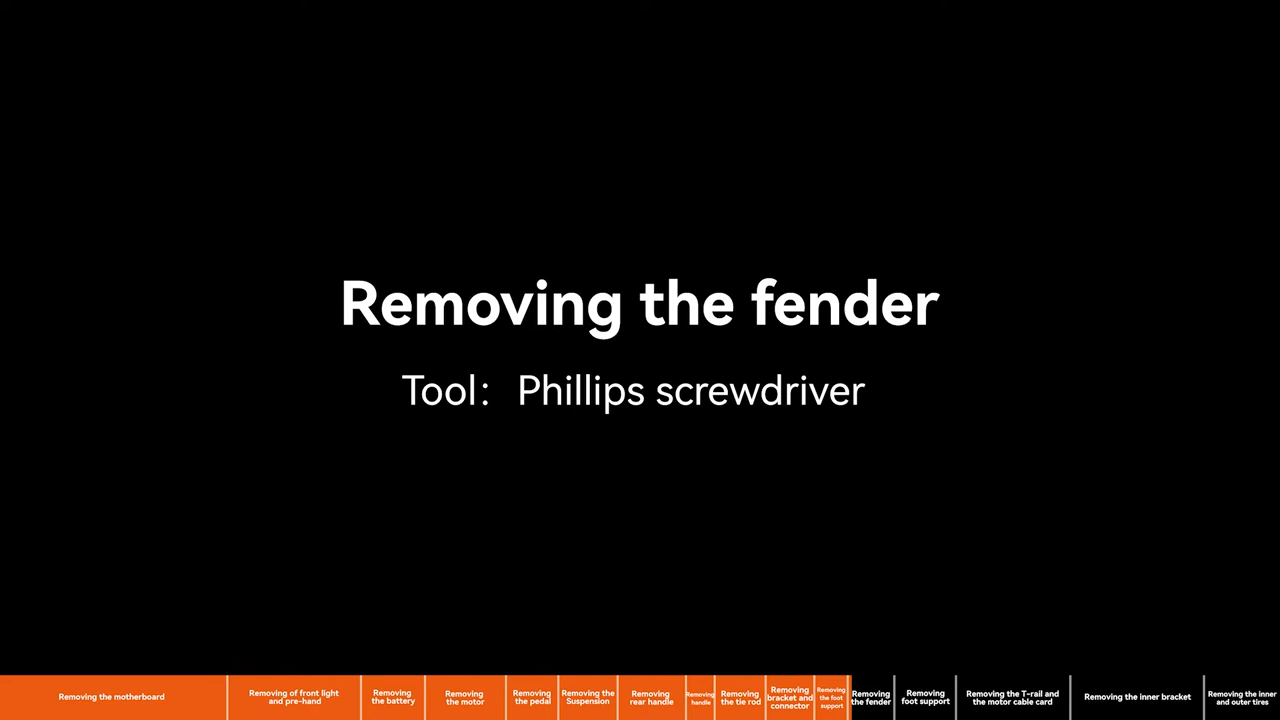 Removing the fender
Tool: Phillips screwdriver
Removing the motherboard
Removing of front light
and pre-hand
Removing
the battery
Removing
the motor
Removing
the pedal
Removing the
Suspension
Removing
rear handle
Removing
handle
Removing
the tie rod
Removing
bracket and
connector
Removing
the foot
support
Removing
the fender
Removing
foot support
Removing the T-rail and
the motor cable card
Removing the inner bracket
Removing the inner
and outer tires